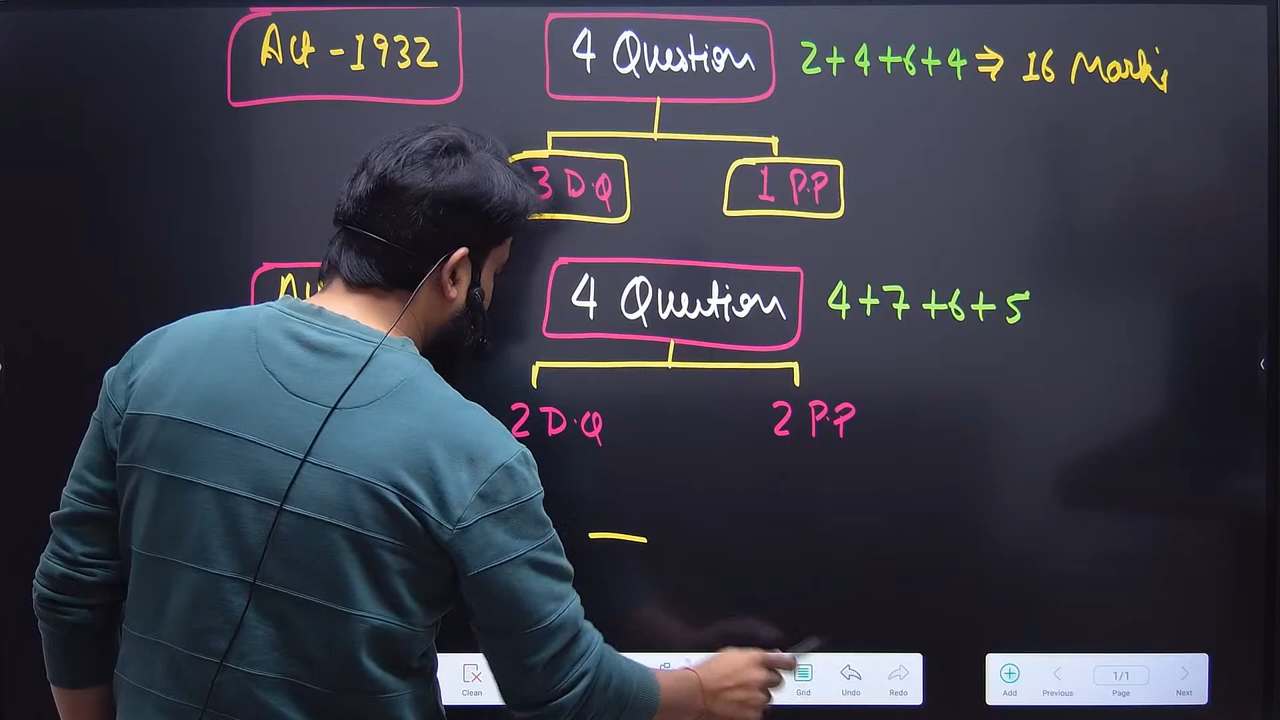 Act - 1932
4 Question
2+4+6+4 ⇒ 16 Marks
3 D.Q
1 P.P
4 Question
4+7+6+5
2 D.Q
2 P.P
Clean
Grid
Undo
Redo
Add
Previous
1/1
Page
Next